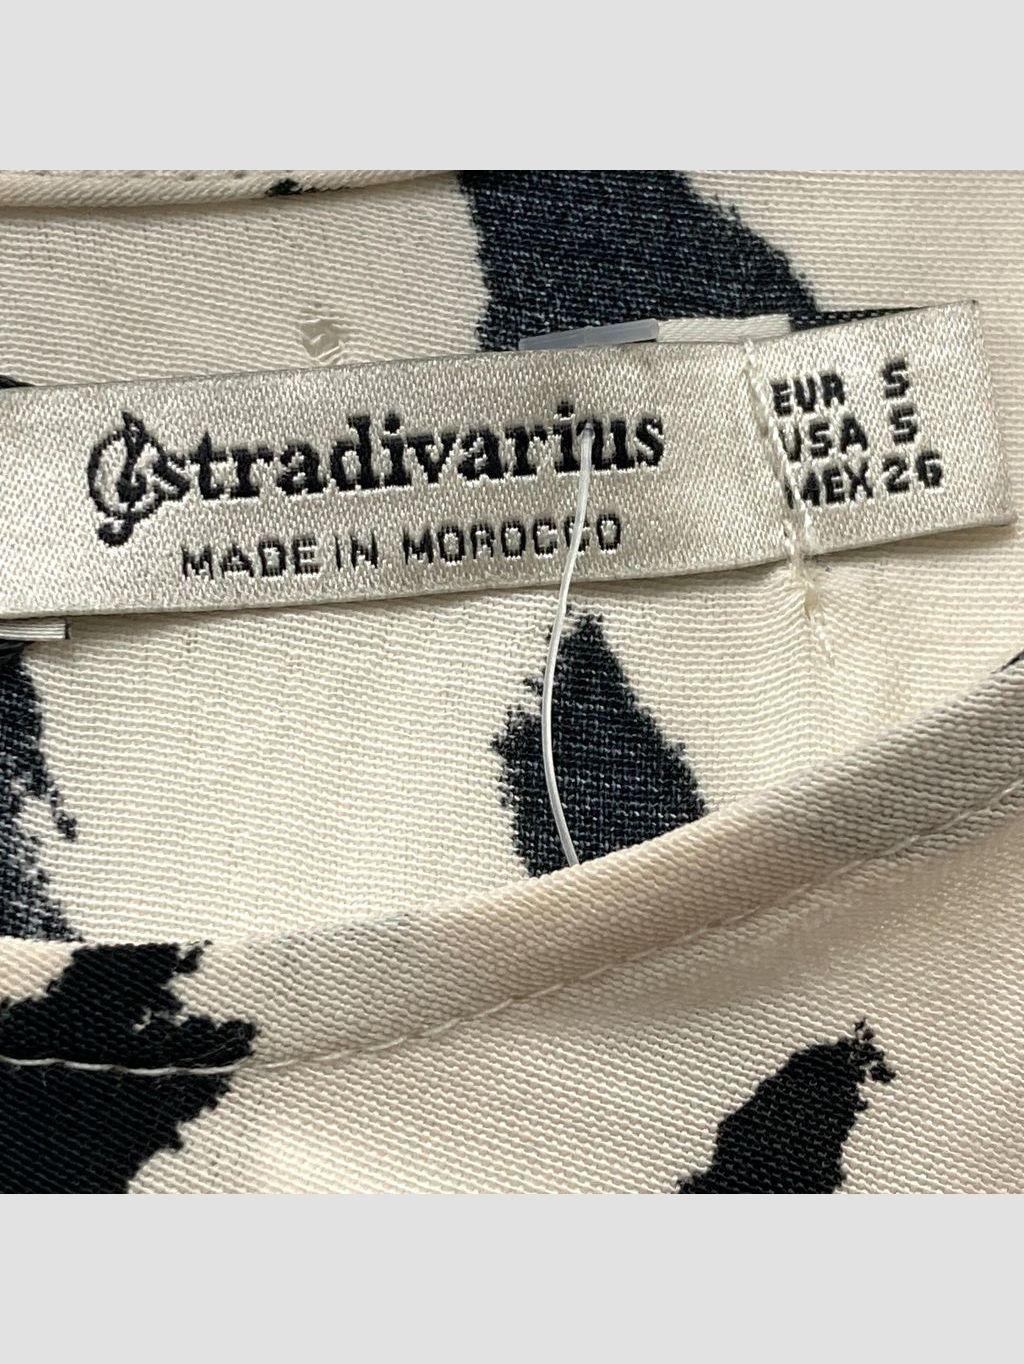 stradivarius
MADE IN MOROCCO
EUR S
USA S
MEX 26